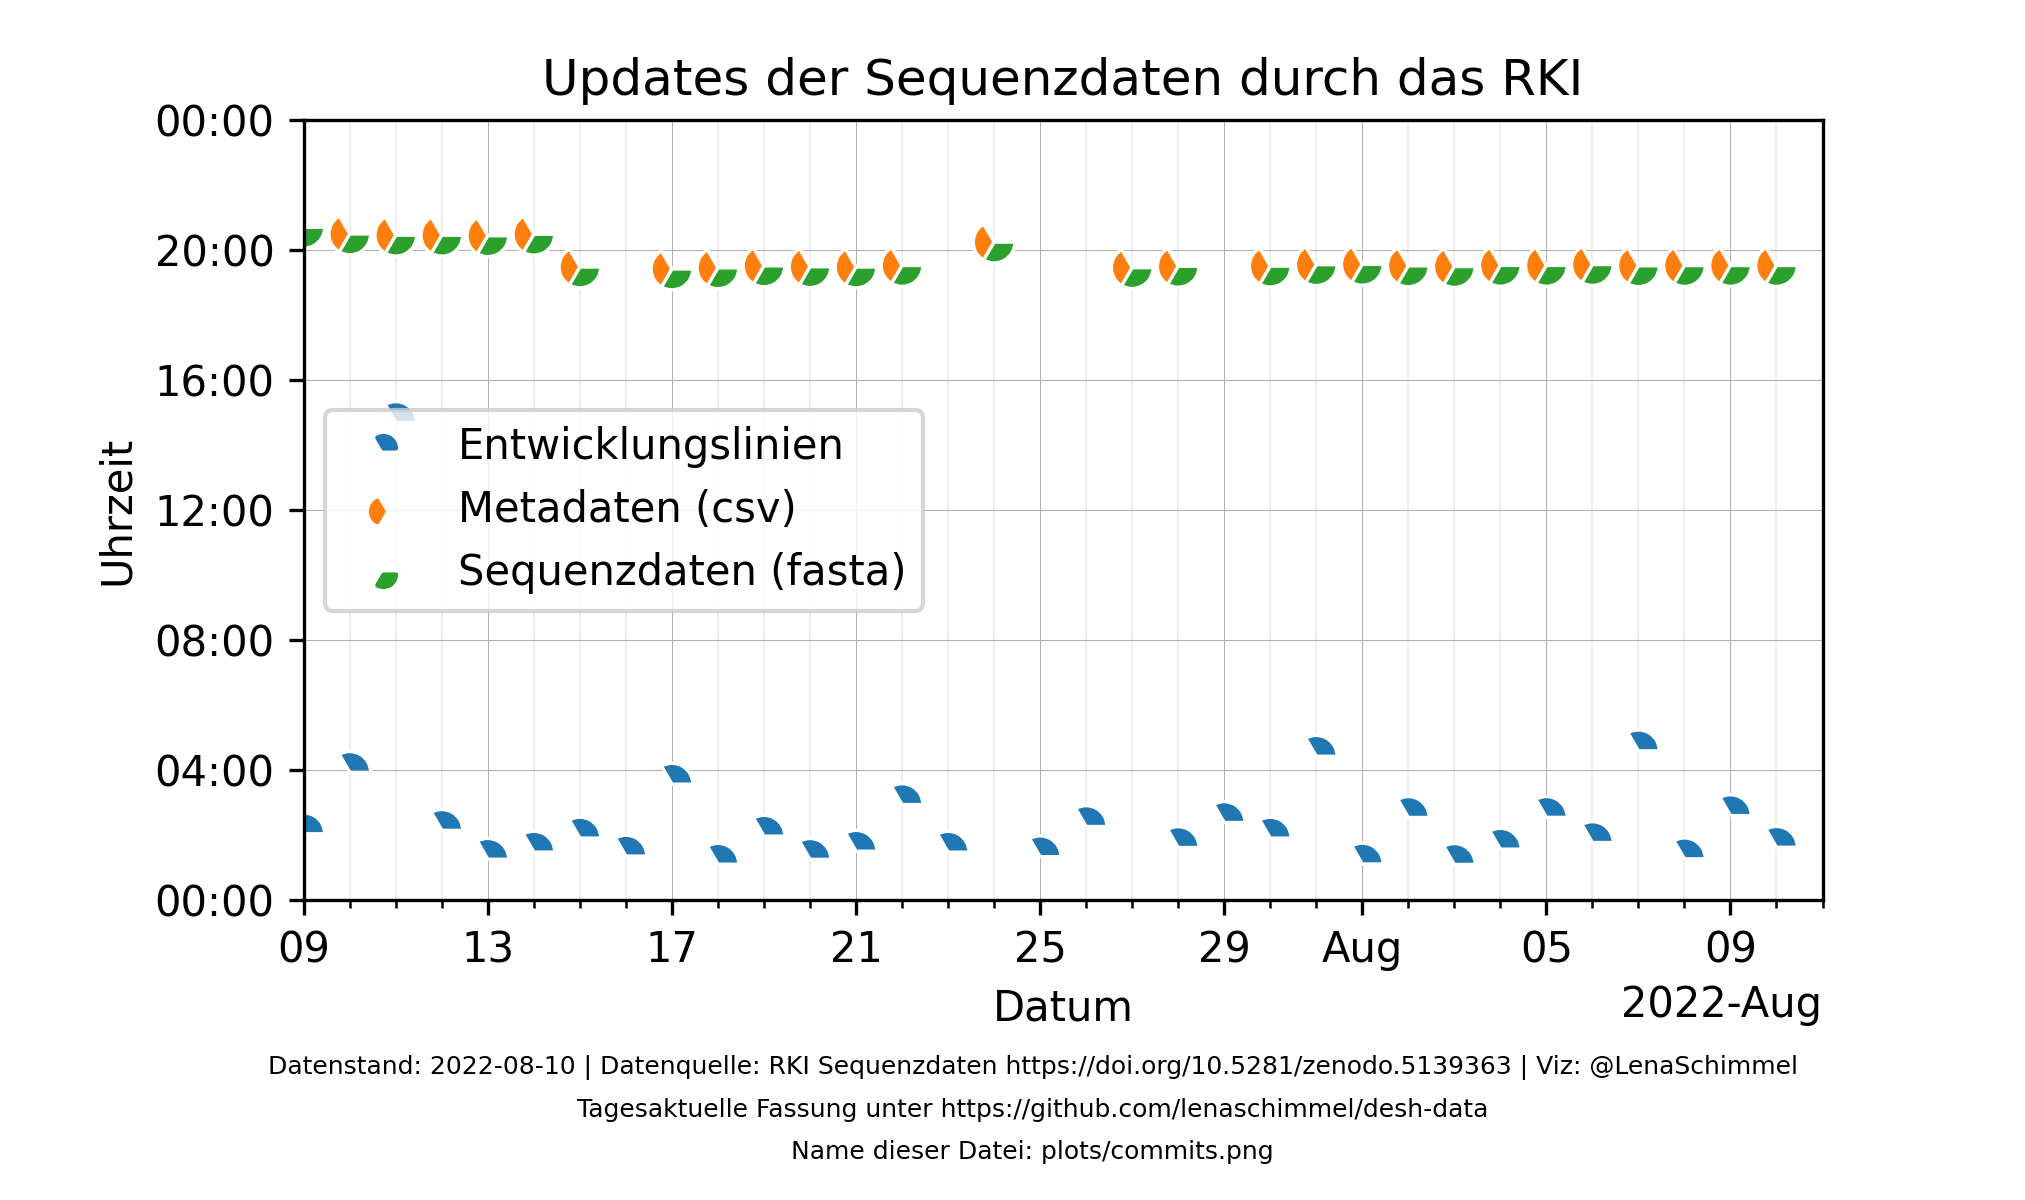 Updates der Sequenzdaten durch das RKI
00:00
20:00
16:00
12:00
08:00
04:00
00:00
Uhrzeit
Entwicklungslinien
Metadaten (csv)
Sequenzdaten (fasta)
09 13 17 21 25 29 Aug 05 09
Datum
2022-Aug
Datenstand: 2022-08-10 | Datenquelle: RKI Sequenzdaten https://doi.org/10.5281/zenodo.5139363 | Viz: @LenaSchimmel
Tagesaktuelle Fassung unter https://github.com/lenaschimmel/desh-data
Name dieser Datei: plots/commits.png